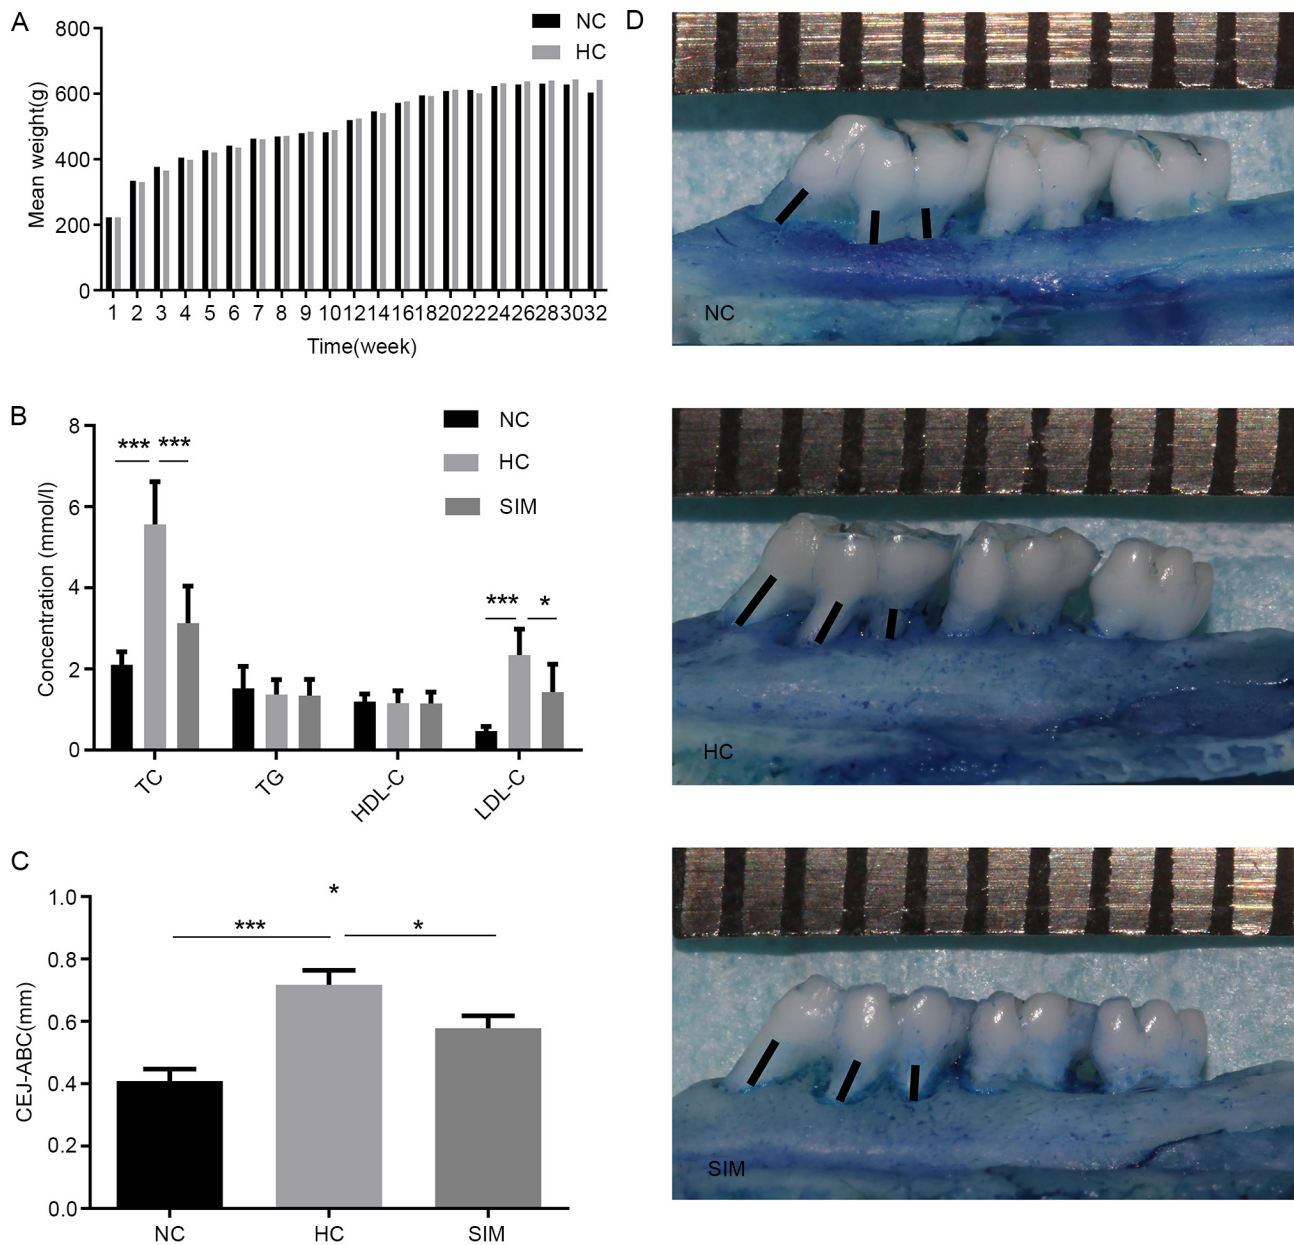 A
800
600
400
200
0
Mean weight(g)
NC
HC
1 2 3 4 5 6 7 8 9 10 12 14 16 18 20 22 24 26 28 30 32
Time(week)
B
8
6
4
2
0
Concentration (mmol/l)
NC
HC
SIM
*** ***
*** *
TC TG HDL-C LDL-C
C
1.0
0.8
0.6
0.4
0.2
0.0
CEJ-ABC(mm)
*
*** *
NC HC SIM
D
NC
HC
SIM